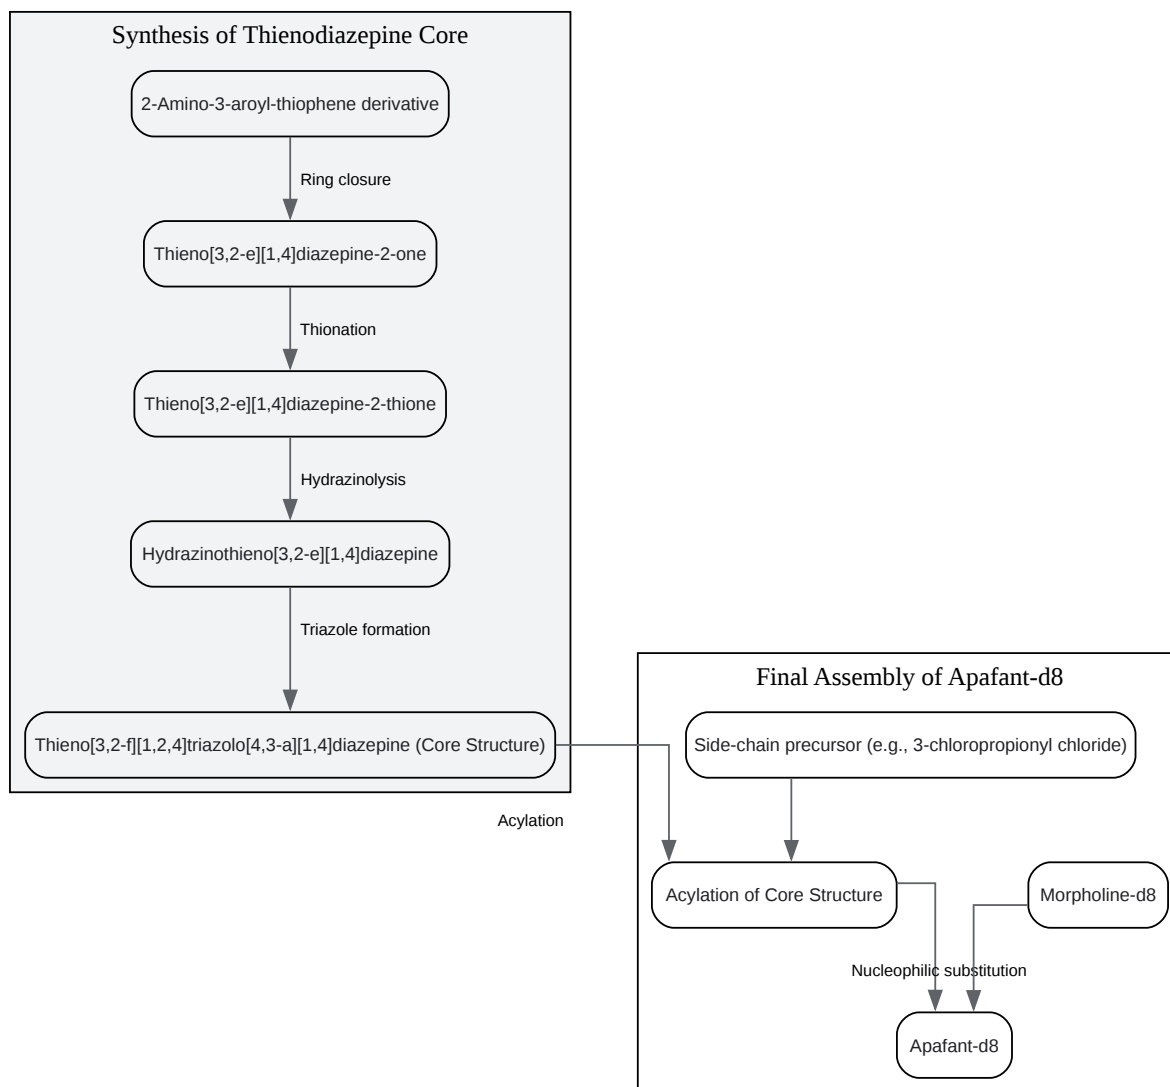 Synthesis of Thienodiazepine Core
2-Amino-3-aroyl-thiophene derivative
Ring closure
Thieno[3,2-e][1,4]diazepine-2-one
Thionation
Thieno[3,2-e][1,4]diazepine-2-thione
Hydrazinolysis
Hydrazinothieno[3,2-e][1,4]diazepine
Triazole formation
Thieno[3,2-f][1,2,4]triazolo[4,3-a][1,4]diazepine (Core Structure)
Acylation
Final Assembly of Apafant-d8
Side-chain precursor (e.g., 3-chloropropionyl chloride)
Acylation of Core Structure
Morpholine-d8
Nucleophilic substitution
Apafant-d8